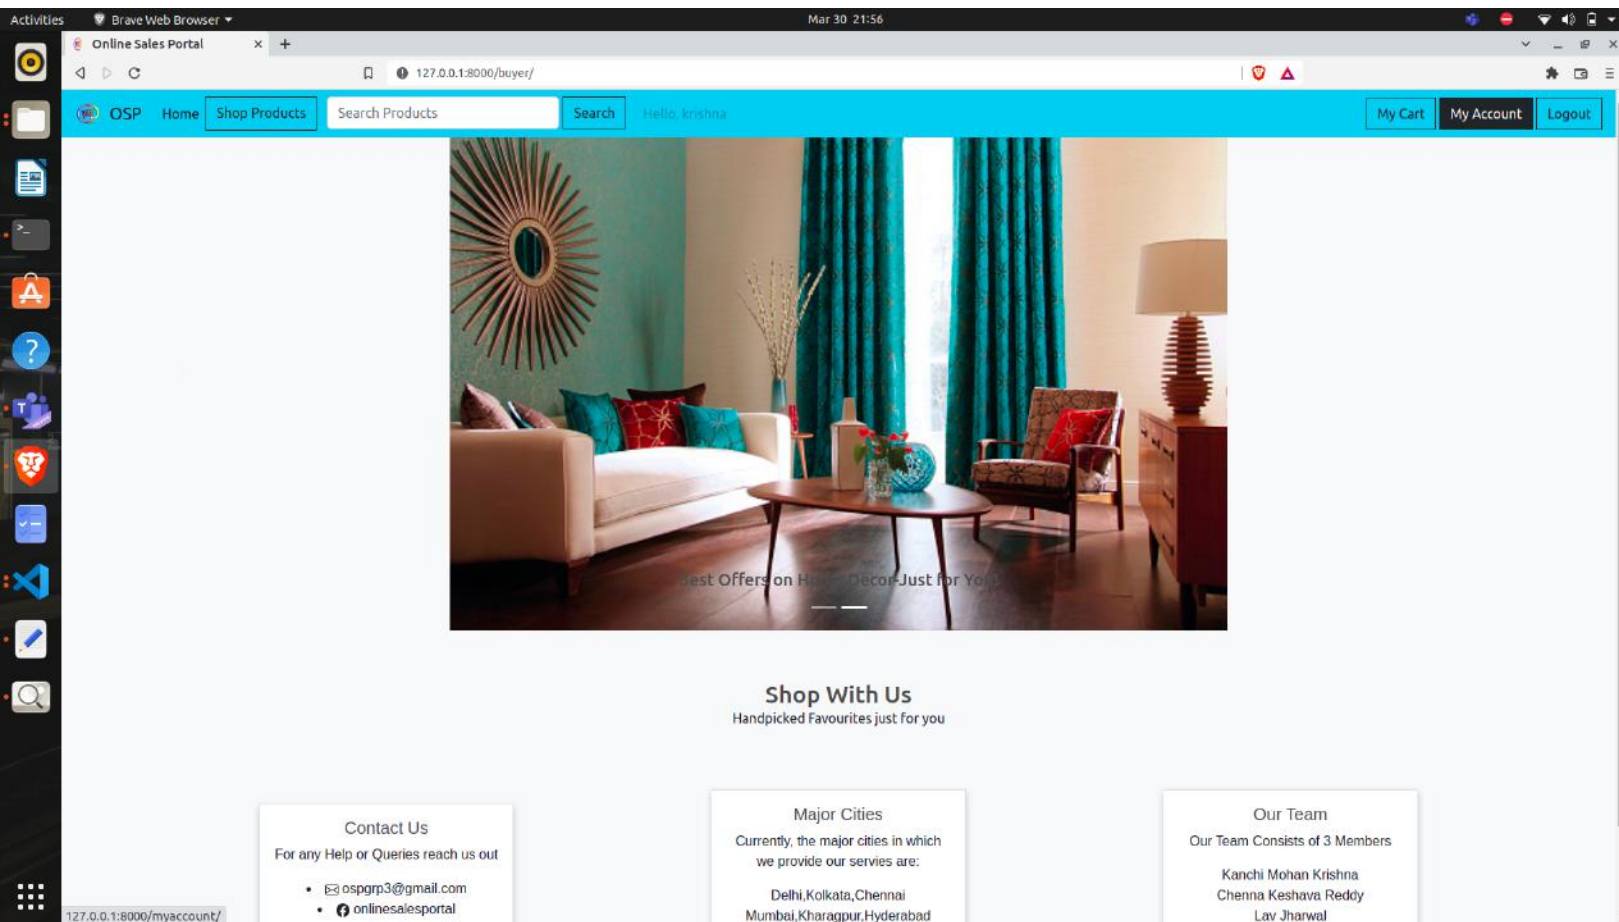 Activities
Brave Web Browser
Mar 30 21:56
Online Sales Portal
127.0.0.1:8000/buyer/
OSP
Home
Shop Products
Search Products
Search
Hello, krishna
My Cart
My Account
Logout
Best Offers on Home Decor-Just for You
Shop With Us
Handpicked Favourites just for you
Contact Us
For any Help or Queries reach us out
ospgrp3@gmail.com
onlinesalesportal
Major Cities
Currently, the major cities in which
we provide our servies are:
Delhi,Kolkata,Chennai
Mumbai,Kharagpur,Hyderabad
Our Team
Our Team Consists of 3 Members
Kanchi Mohan Krishna
Chenna Keshava Reddy
Lav Jharwal
127.0.0.1:8000/myaccount/